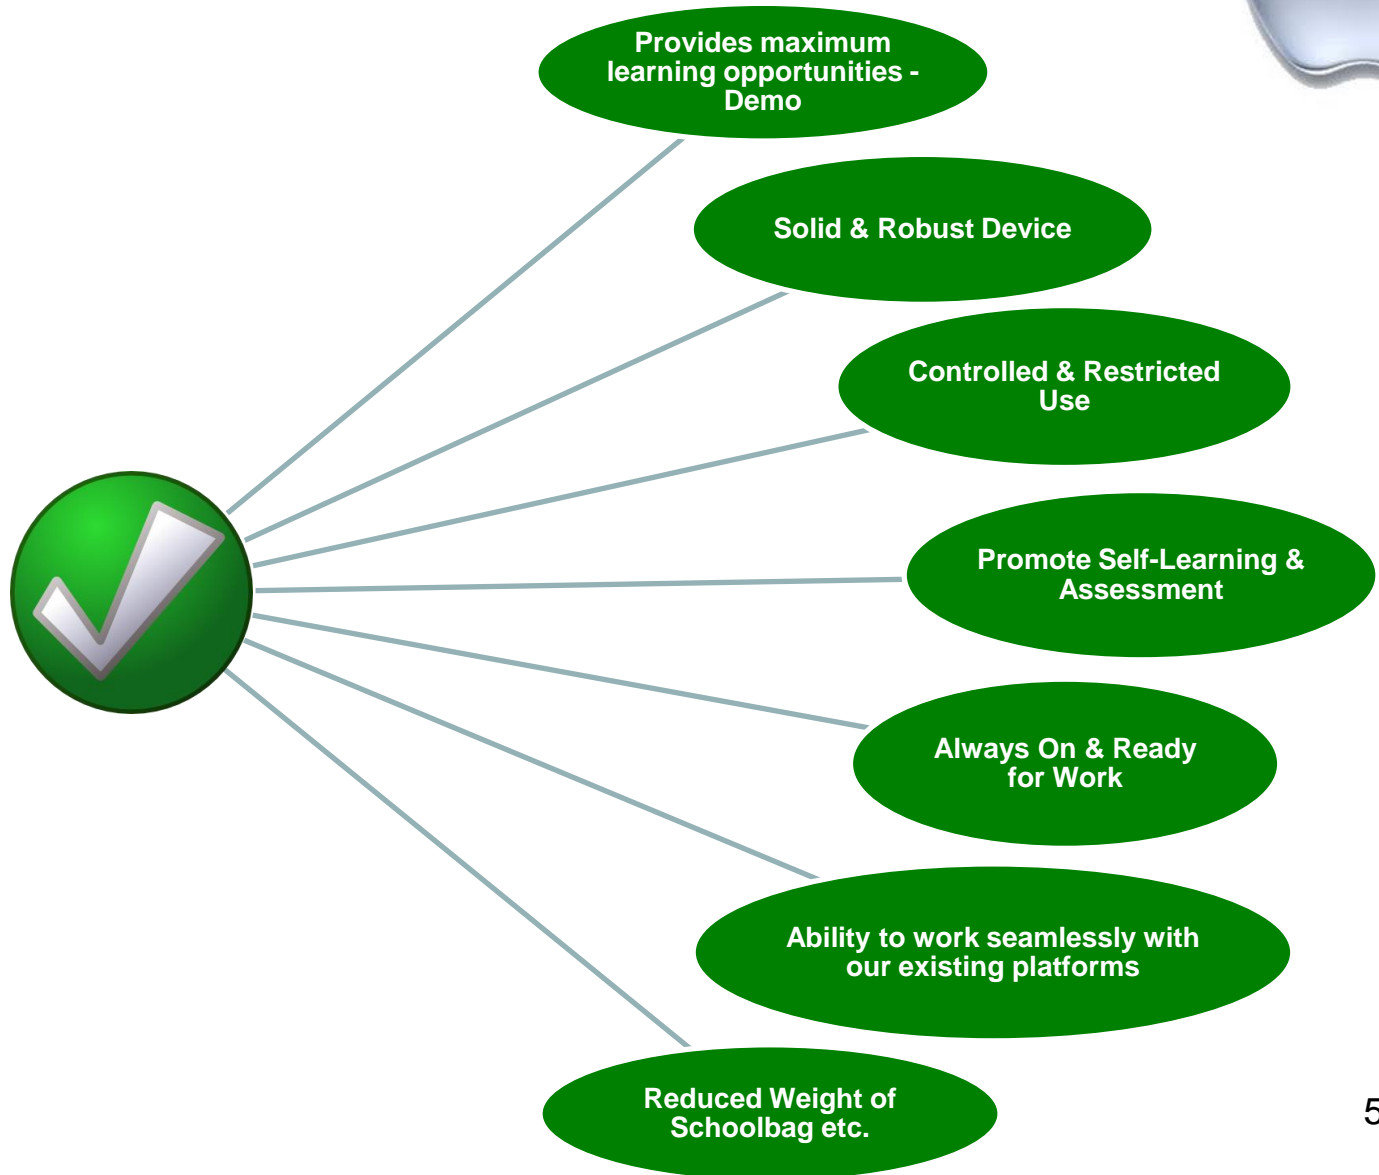 Provides maximum
learning opportunities -
Demo
Solid & Robust Device
Controlled & Restricted
Use
Promote Self-Learning &
Assessment
Always On & Ready
for Work
Ability to work seamlessly with
our existing platforms
Reduced Weight of
Schoolbag etc.
5